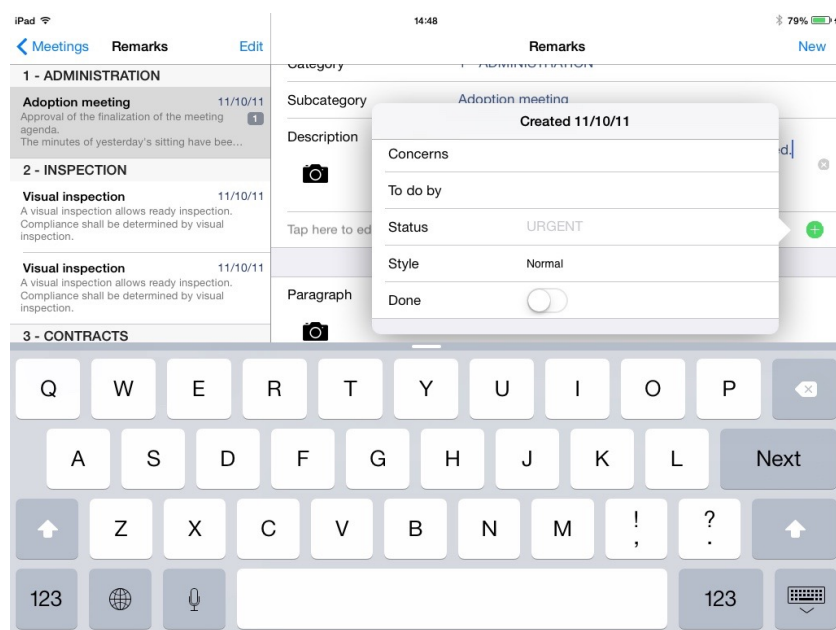 iPad 14:48 79%
Meetings Remarks Edit
Remarks New
1 - ADMINISTRATION
Adoption meeting 11/10/11
Approval of the finalization of the meeting 1
agenda.
The minutes of yesterday's sitting have bee...
2 - INSPECTION
Visual inspection 11/10/11
A visual inspection allows ready inspection.
Compliance shall be determined by visual
inspection.
Visual inspection 11/10/11
A visual inspection allows ready inspection.
Compliance shall be determined by visual
inspection.
3 - CONTRACTS
Category 1 - ADMINISTRATION
Subcategory Adoption meeting
Description
ed.
Tap here to ed
Paragraph
Created 11/10/11
Concerns
To do by
Status URGENT
Style Normal
Done
Q W E R T Y U I O P
A S D F G H J K L Next
Z X C V B N M ! , ? .
123 123